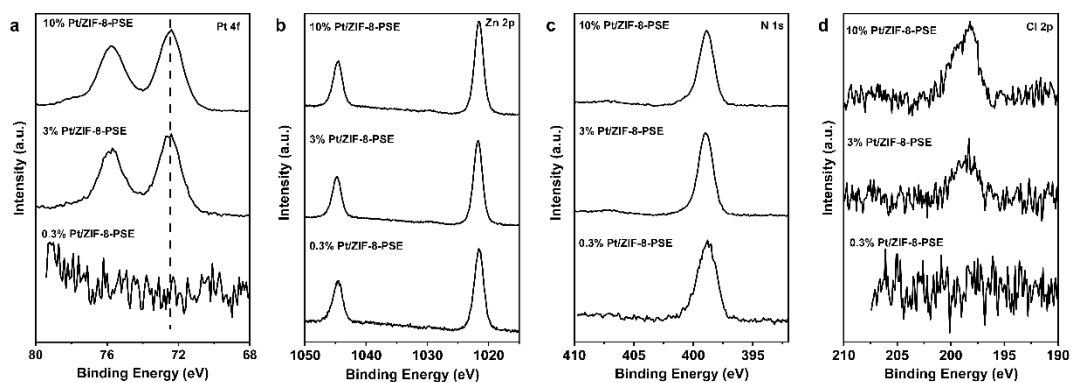 a
Pt 4f
10% Pt/ZIF-8-PSE
3% Pt/ZIF-8-PSE
0.3% Pt/ZIF-8-PSE
Intensity (a.u.)
80 76 72 68
Binding Energy (eV)
b
Zn 2p
10% Pt/ZIF-8-PSE
3% Pt/ZIF-8-PSE
0.3% Pt/ZIF-8-PSE
Intensity (a.u.)
1050 1040 1030 1020
Binding Energy (eV)
c
N 1s
10% Pt/ZIF-8-PSE
3% Pt/ZIF-8-PSE
0.3% Pt/ZIF-8-PSE
Intensity (a.u.)
410 405 400 395
Binding Energy (eV)
d
Cl 2p
10% Pt/ZIF-8-PSE
3% Pt/ZIF-8-PSE
0.3% Pt/ZIF-8-PSE
Intensity (a.u.)
210 205 200 195 190
Binding Energy (eV)